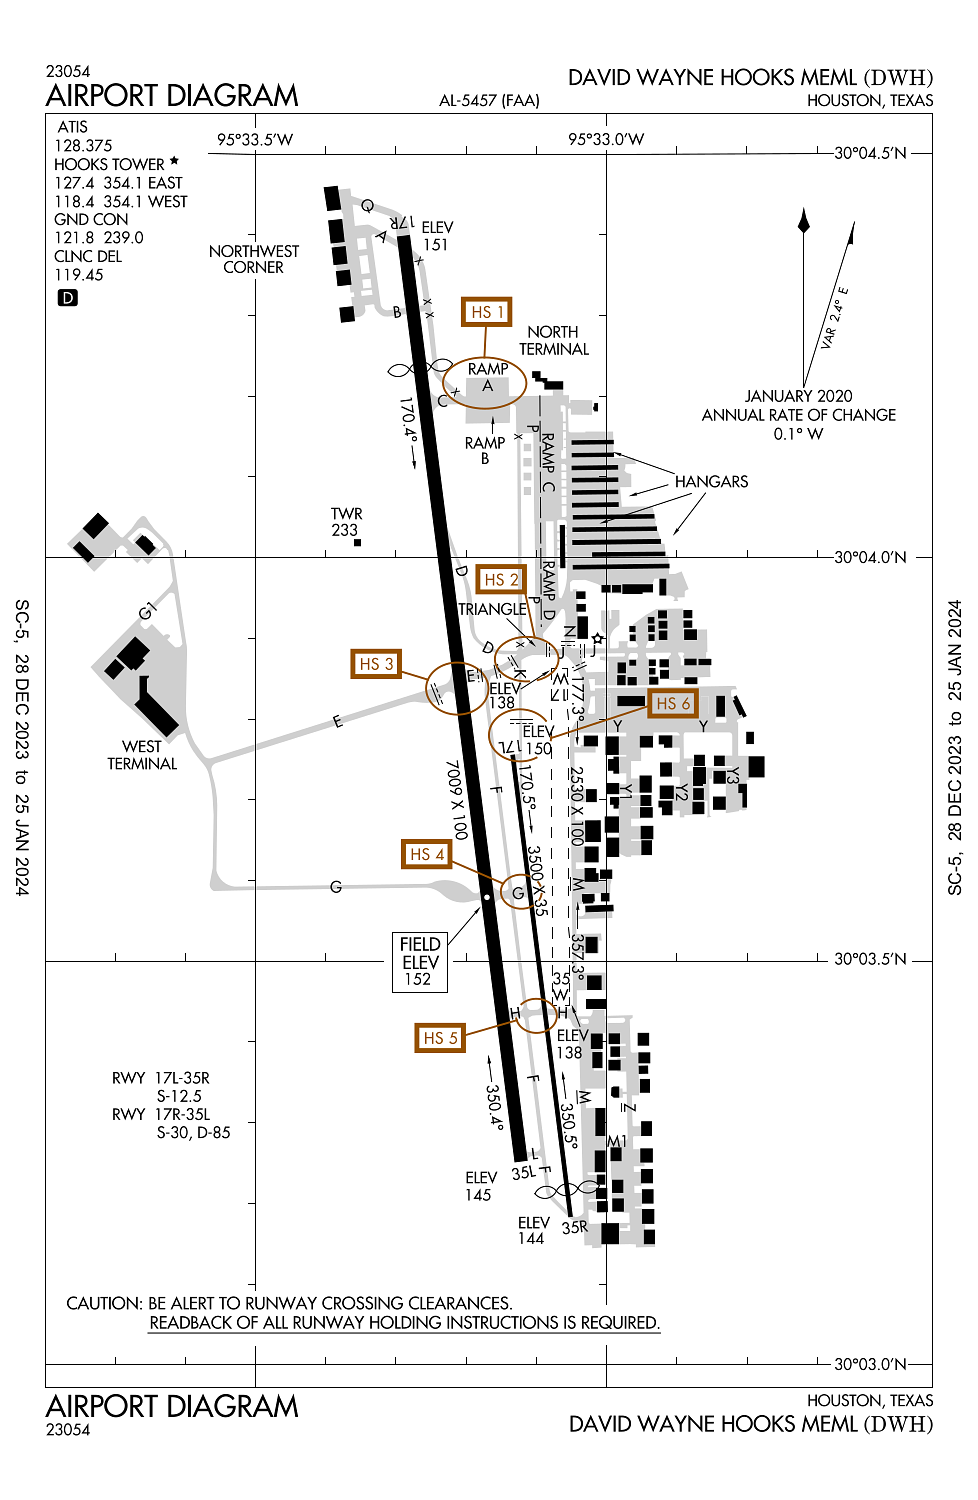 23054
AIRPORT DIAGRAM
AL-5457 (FAA)
DAVID WAYNE HOOKS MEML (DWH)
HOUSTON, TEXAS
ATIS
128.375
HOOKS TOWER ★
127.4 354.1 EAST
118.4 354.1 WEST
GND CON
121.8 239.0
CLNC DEL
119.45
D
95°33.5'W
95°33.0'W
30°04.5'N
NORTHWEST
CORNER
Q
A
17R
ELEV
151
X
B
X
X
HS 1
NORTH
TERMINAL
RAMP
A
X
C
RAMP
B
170.4°
P
X
RAMP C
HANGARS
VAR 2.4° E
JANUARY 2020
ANNUAL RATE OF CHANGE
0.1° W
TWR
233
30°04.0'N
D
HS 2
RAMP D
P
TRIANGLE
G1
D
X
N
J
J
HS 3
E
K
ELEV
138
17W
177.3°
HS 6
E
ELEV
150
17L
Y
Y
WEST
TERMINAL
7009 X 100
F
170.5°
2530 X 100
Y1
Y2
Y3
HS 4
3500 X 35
G
G
M
FIELD
ELEV
152
357.3°
30°03.5'N
35
W
H
H
HS 5
ELEV
138
RWY 17L-35R
S-12.5
RWY 17R-35L
S-30, D-85
350.4°
F
350.5°
M
Z
M1
L
F
35L
ELEV
145
ELEV
144
35R
CAUTION: BE ALERT TO RUNWAY CROSSING CLEARANCES.
READBACK OF ALL RUNWAY HOLDING INSTRUCTIONS IS REQUIRED.
30°03.0'N
SC-5, 28 DEC 2023 to 25 JAN 2024
SC-5, 28 DEC 2023 to 25 JAN 2024
AIRPORT DIAGRAM
23054
HOUSTON, TEXAS
DAVID WAYNE HOOKS MEML (DWH)